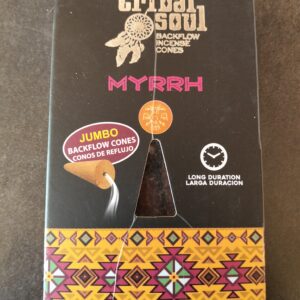 tribal
soul
BACKFLOW
INCENSE
CONES
MYRRH
JUMBO
BACKFLOW CONES
CONOS DE REFLUJO
LONG DURATION
LARGA DURACION